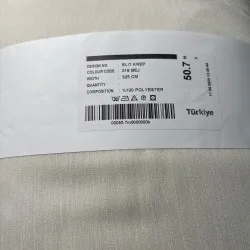 DESIGN NO : ELIT KREP
COLOUR CODE : 016 BEJ
WIDTH : 325 CM
QUANTITY :
COMPOSITION : %100 POLYESTER
50.7 M
Türkiye